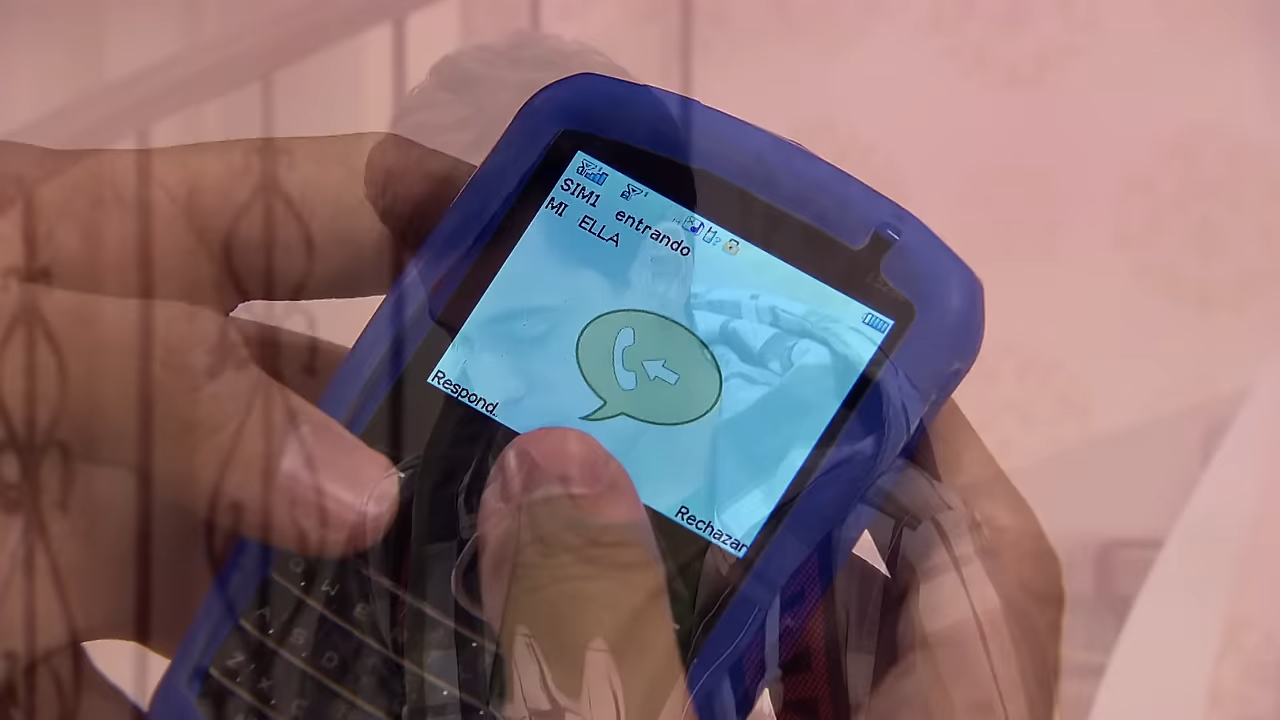 SIM1 entrando
MI ELLA
Respond.
Rechazar
Q W E
A S D
Z X C